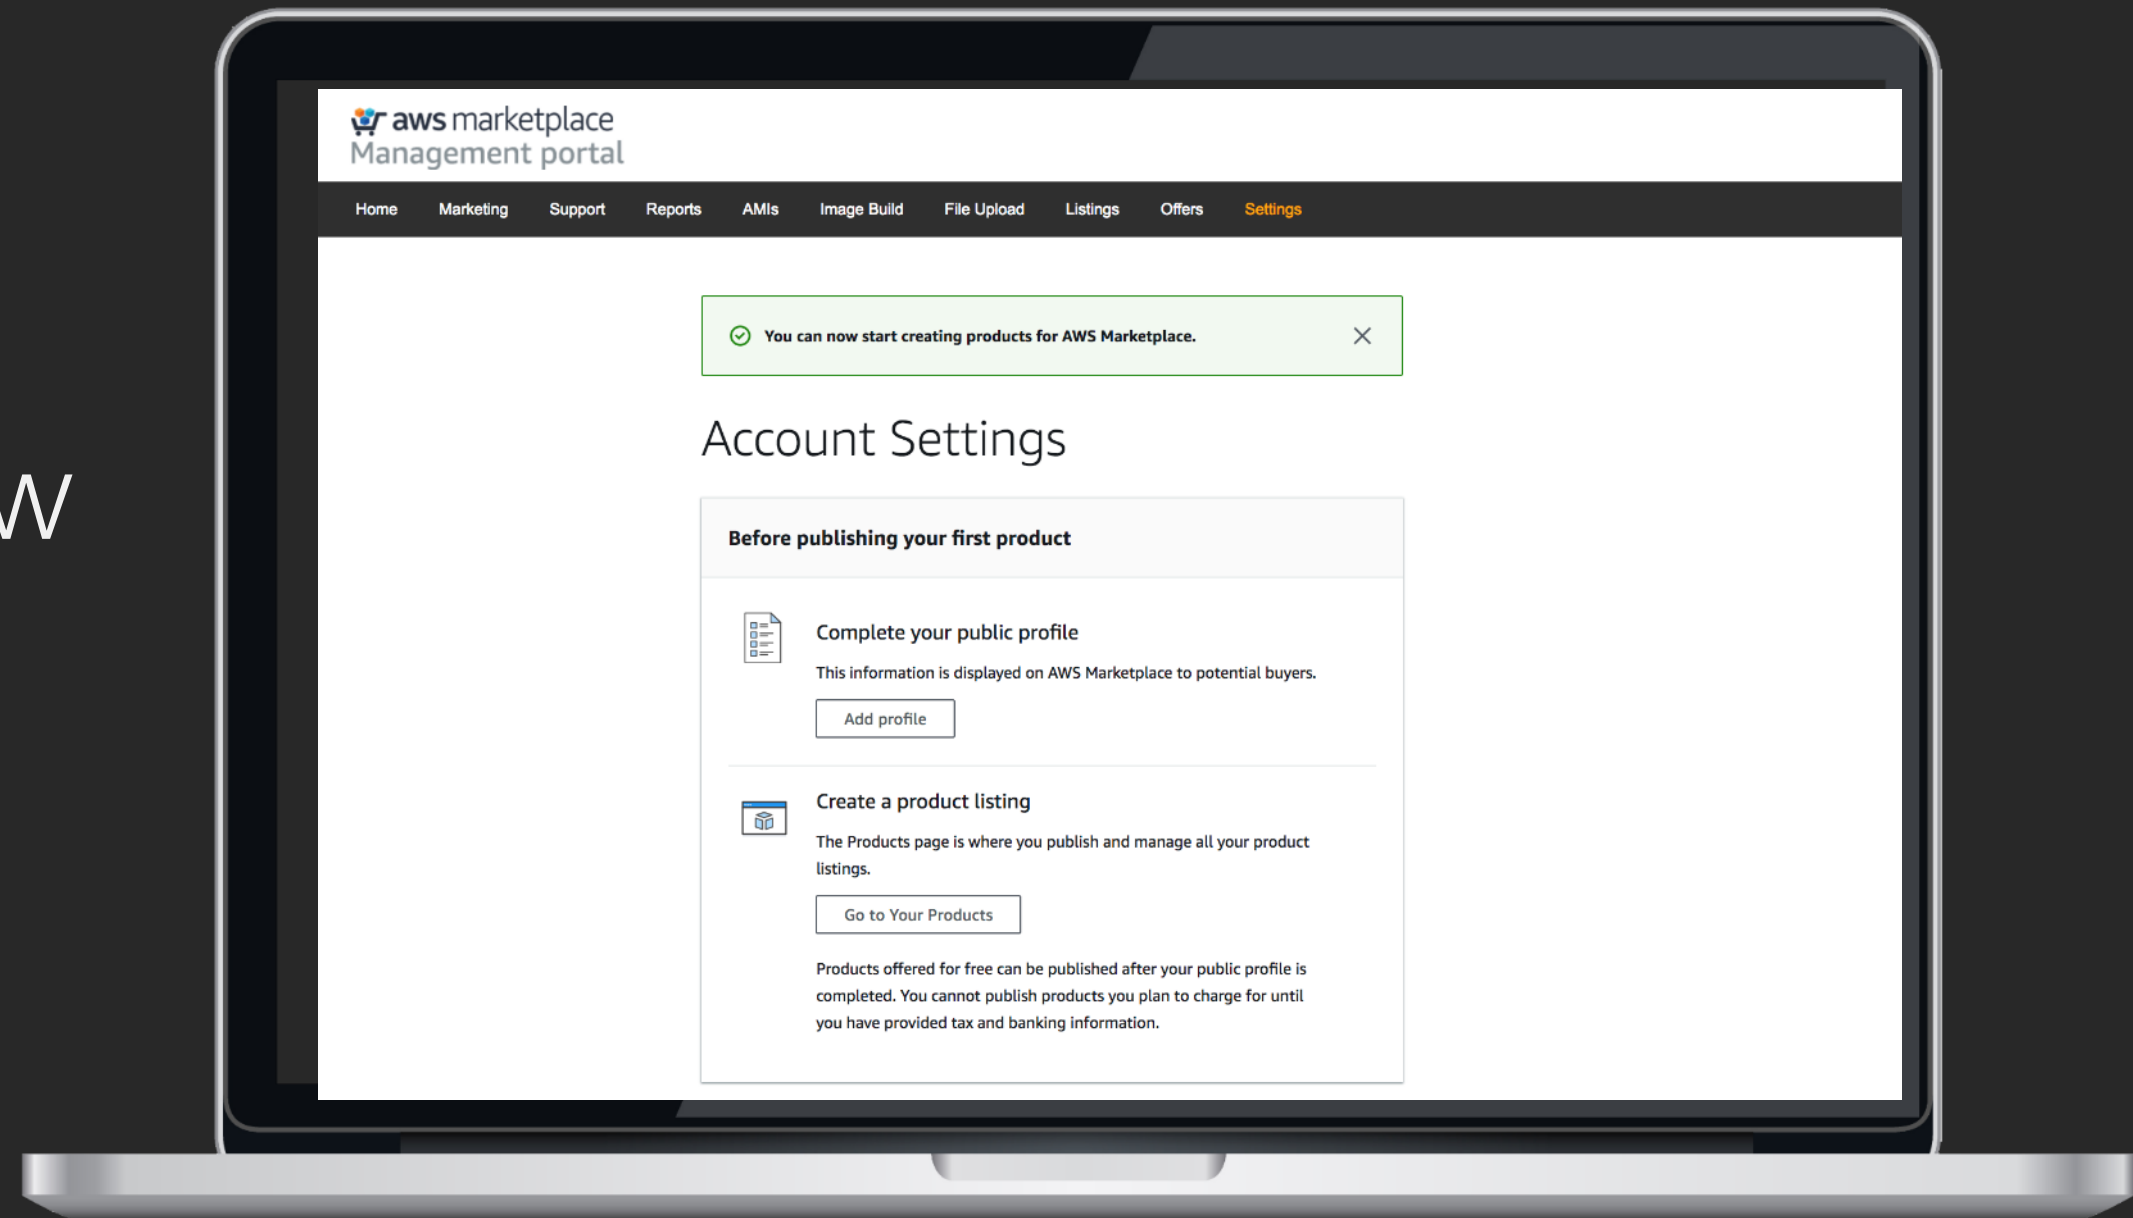 w
aws marketplace
Management portal
Home Marketing Support Reports AMIs Image Build File Upload Listings Offers Settings
You can now start creating products for AWS Marketplace.
Account Settings
Before publishing your first product
Complete your public profile
This information is displayed on AWS Marketplace to potential buyers.
Add profile
Create a product listing
The Products page is where you publish and manage all your product
listings.
Go to Your Products
Products offered for free can be published after your public profile is
completed. You cannot publish products you plan to charge for until
you have provided tax and banking information.